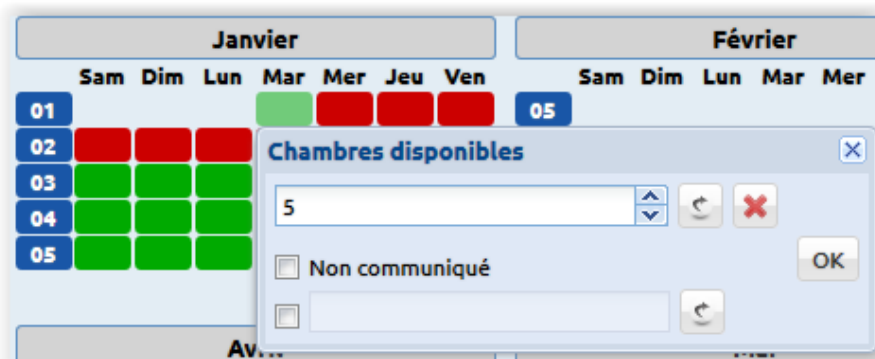 Janvier
Février
Sam Dim Lun Mar Mer Jeu Ven
Sam Dim Lun Mar Mer
01
05
02
Chambres disponibles
03
5
04
05
Non communiqué
OK